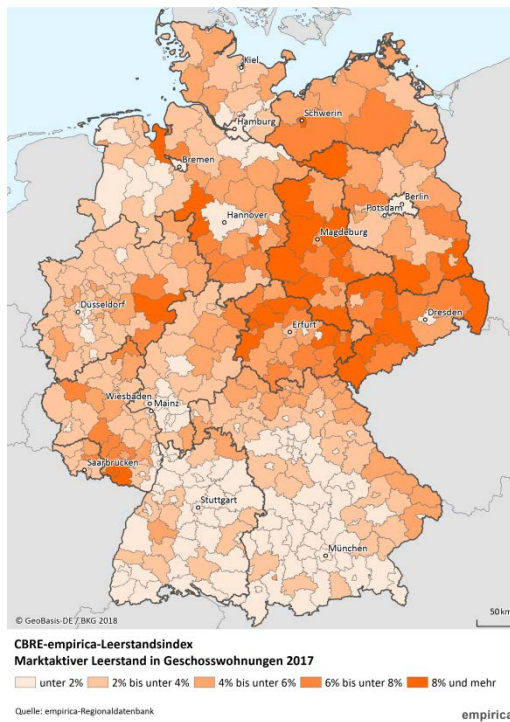 Kiel
Schwerin
Hamburg
Bremen
Berlin
Potsdam
Hannover
Magdeburg
Düsseldorf
Erfurt
Dresden
Wiesbaden
Mainz
Saarbrücken
Stuttgart
München
© GeoBasis-DE / BKG 2018
50 km
CBRE-empirica-Leerstandsindex
Marktaktiver Leerstand in Geschosswohnungen 2017
unter 2% 2% bis unter 4% 4% bis unter 6% 6% bis unter 8% 8% und mehr
Quelle: empirica-Regionaldatenbank
empirica